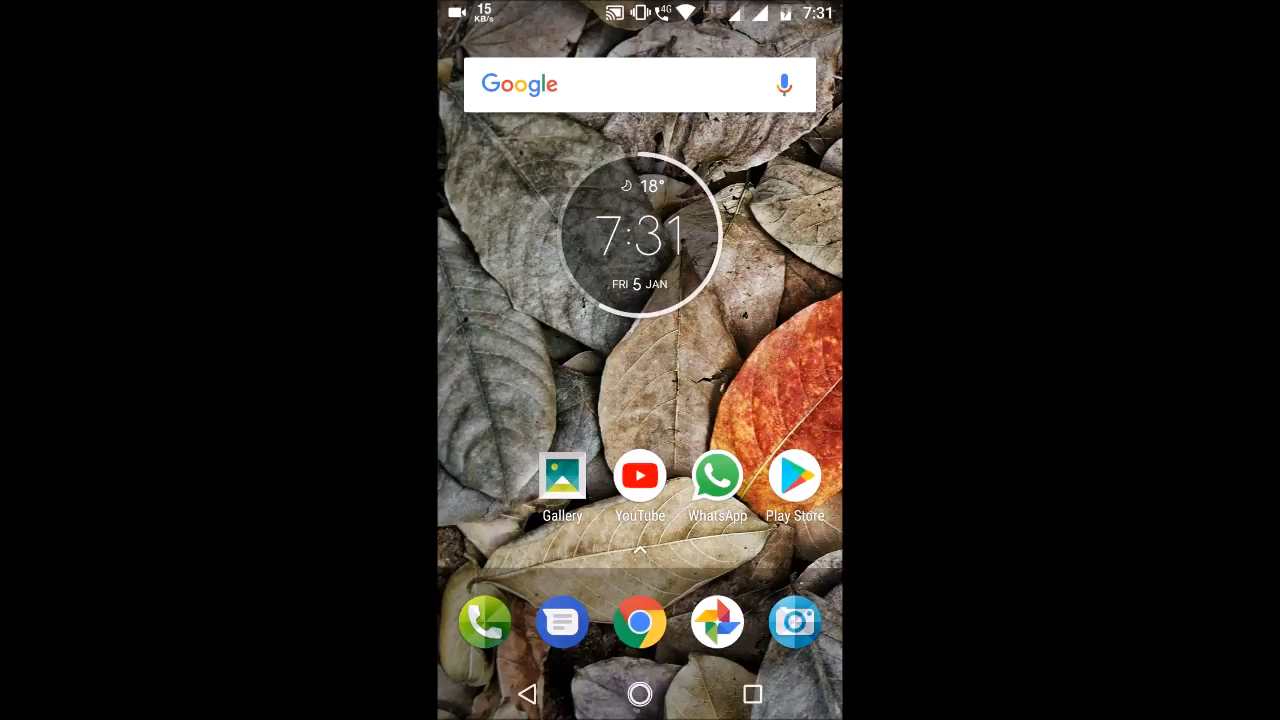 15 KB/s 4G LTE 7:31
Google
18°
7:31
FRI 5 JAN
Gallery YouTube WhatsApp Play Store